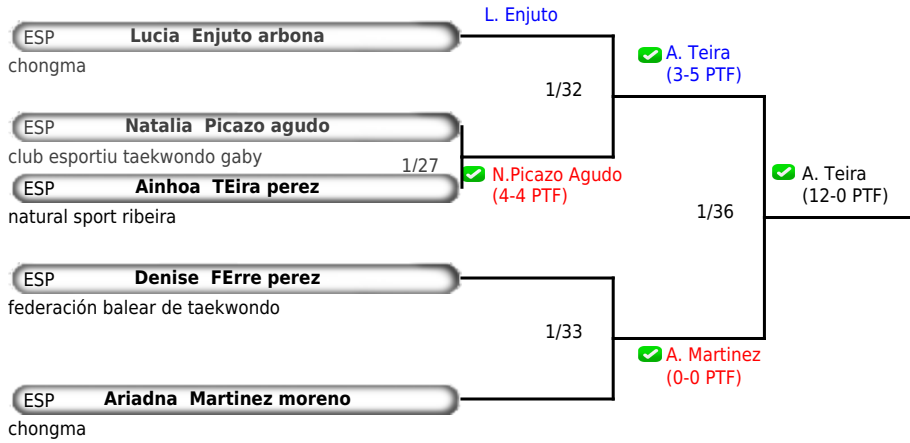 L. Enjuto
ESP Lucia Enjuto arbona
chongma
A. Teira
(3-5 PTF)
1/32
ESP Natalia Picazo agudo
club esportiu taekwondo gaby
1/27
N.Picazo Agudo
(4-4 PTF)
ESP Ainhoa TEira perez
natural sport ribeira
A. Teira
(12-0 PTF)
1/36
ESP Denise FErre perez
federación balear de taekwondo
1/33
A. Martinez
(0-0 PTF)
ESP Ariadna Martinez moreno
chongma